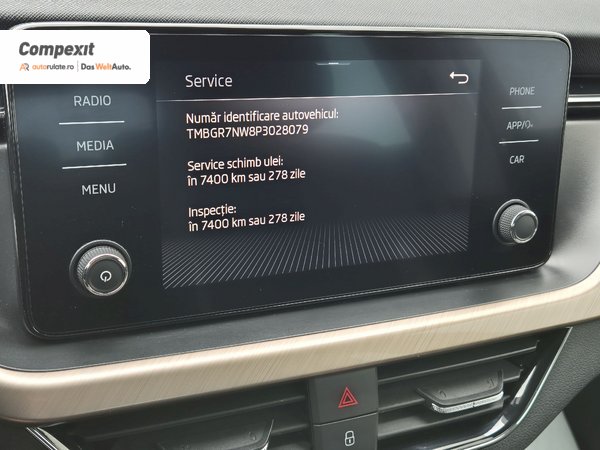 Compexit
AR autorulate.ro | Das WeltAuto.
Service
RADIO
MEDIA
MENU
PHONE
APP/
CAR
Număr identificare autovehicul:
TMBGR7NW8P3028079
Service schimb ulei:
în 7400 km sau 278 zile
Inspecție:
în 7400 km sau 278 zile